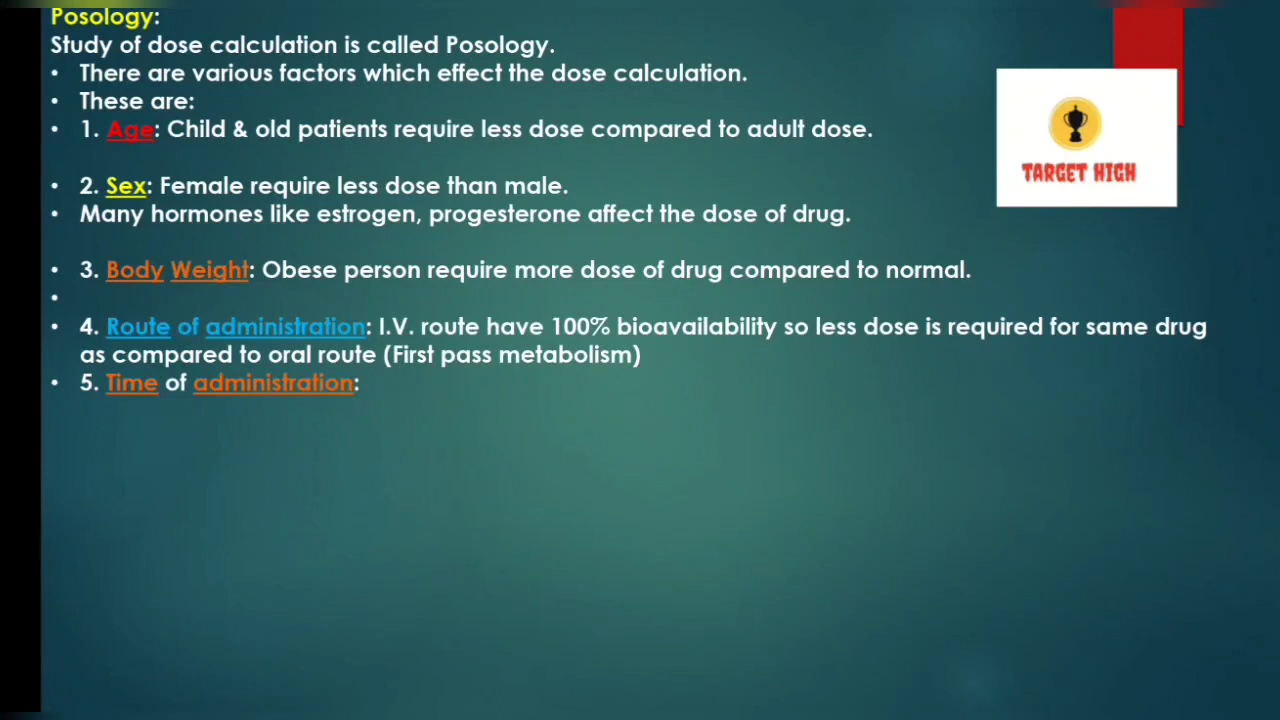 Posology:
Study of dose calculation is called Posology.
• There are various factors which effect the dose calculation.
• These are:
• 1. Age: Child & old patients require less dose compared to adult dose.
• 2. Sex: Female require less dose than male.
• Many hormones like estrogen, progesterone affect the dose of drug.
• 3. Body Weight: Obese person require more dose of drug compared to normal.
•
• 4. Route of administration: I.V. route have 100% bioavailability so less dose is required for same drug
as compared to oral route (First pass metabolism)
• 5. Time of administration:
TARGET HIGH